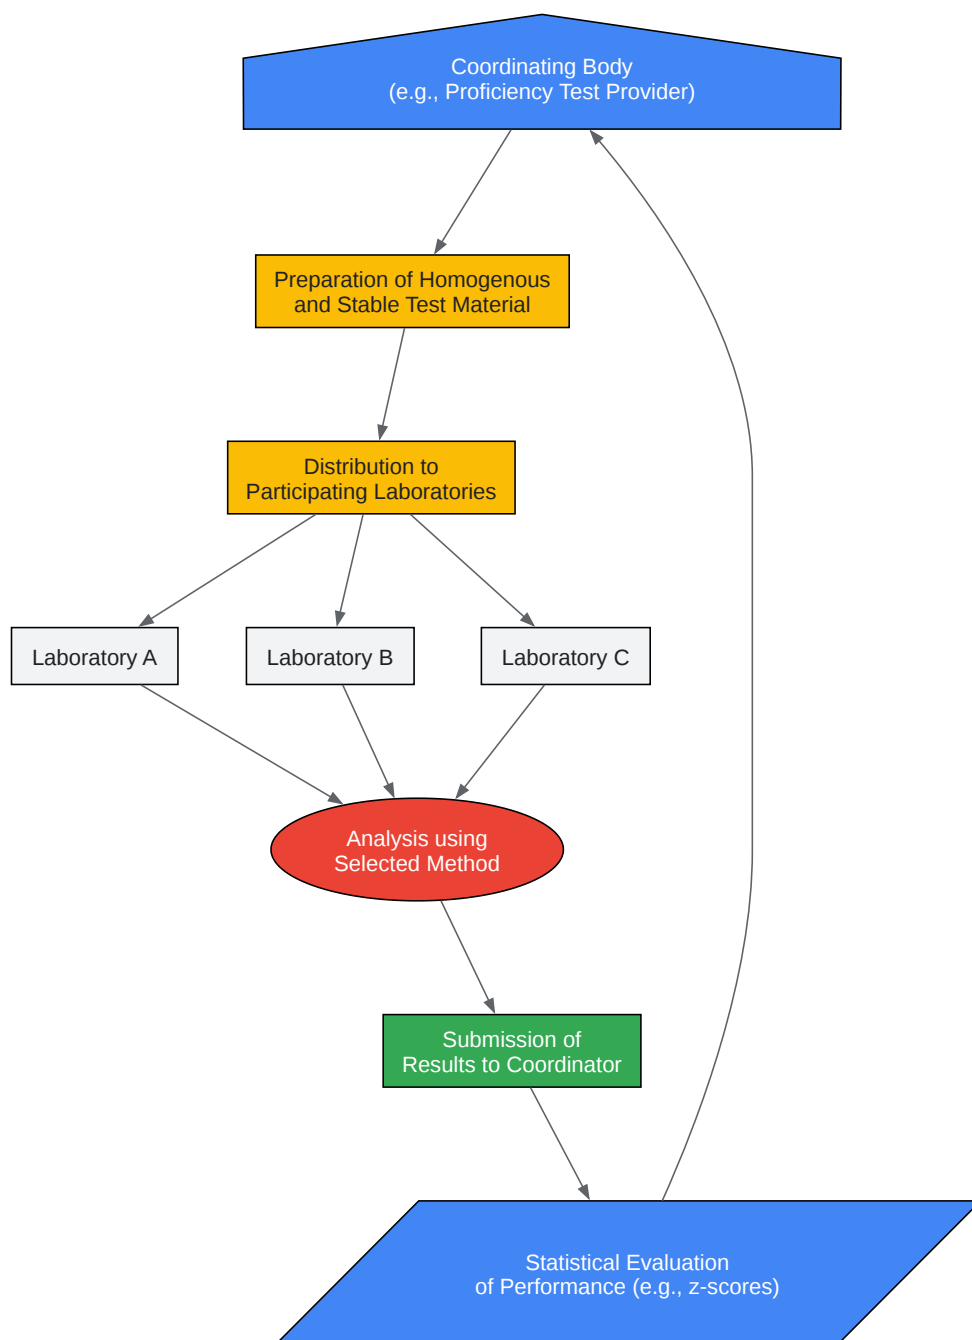 Coordinating Body
(e.g., Proficiency Test Provider)
Preparation of Homogenous
and Stable Test Material
Distribution to
Participating Laboratories
Laboratory A
Laboratory B
Laboratory C
Analysis using
Selected Method
Submission of
Results to Coordinator
Statistical Evaluation
of Performance (e.g., z-scores)